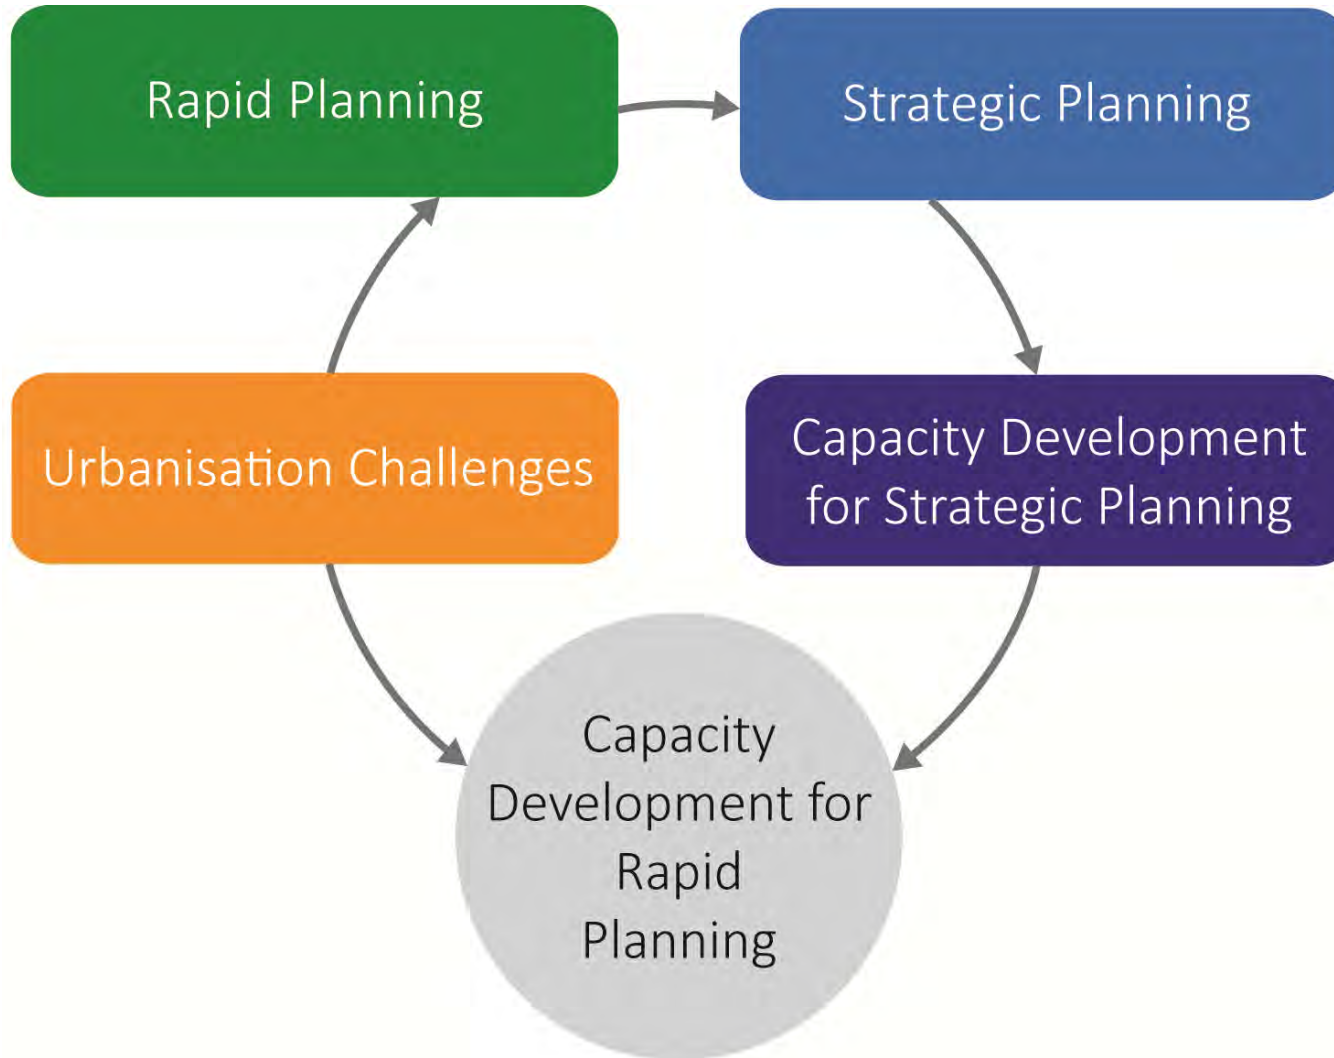 Rapid Planning
Strategic Planning
Urbanisation Challenges
Capacity Development
for Strategic Planning
Capacity
Development for
Rapid
Planning